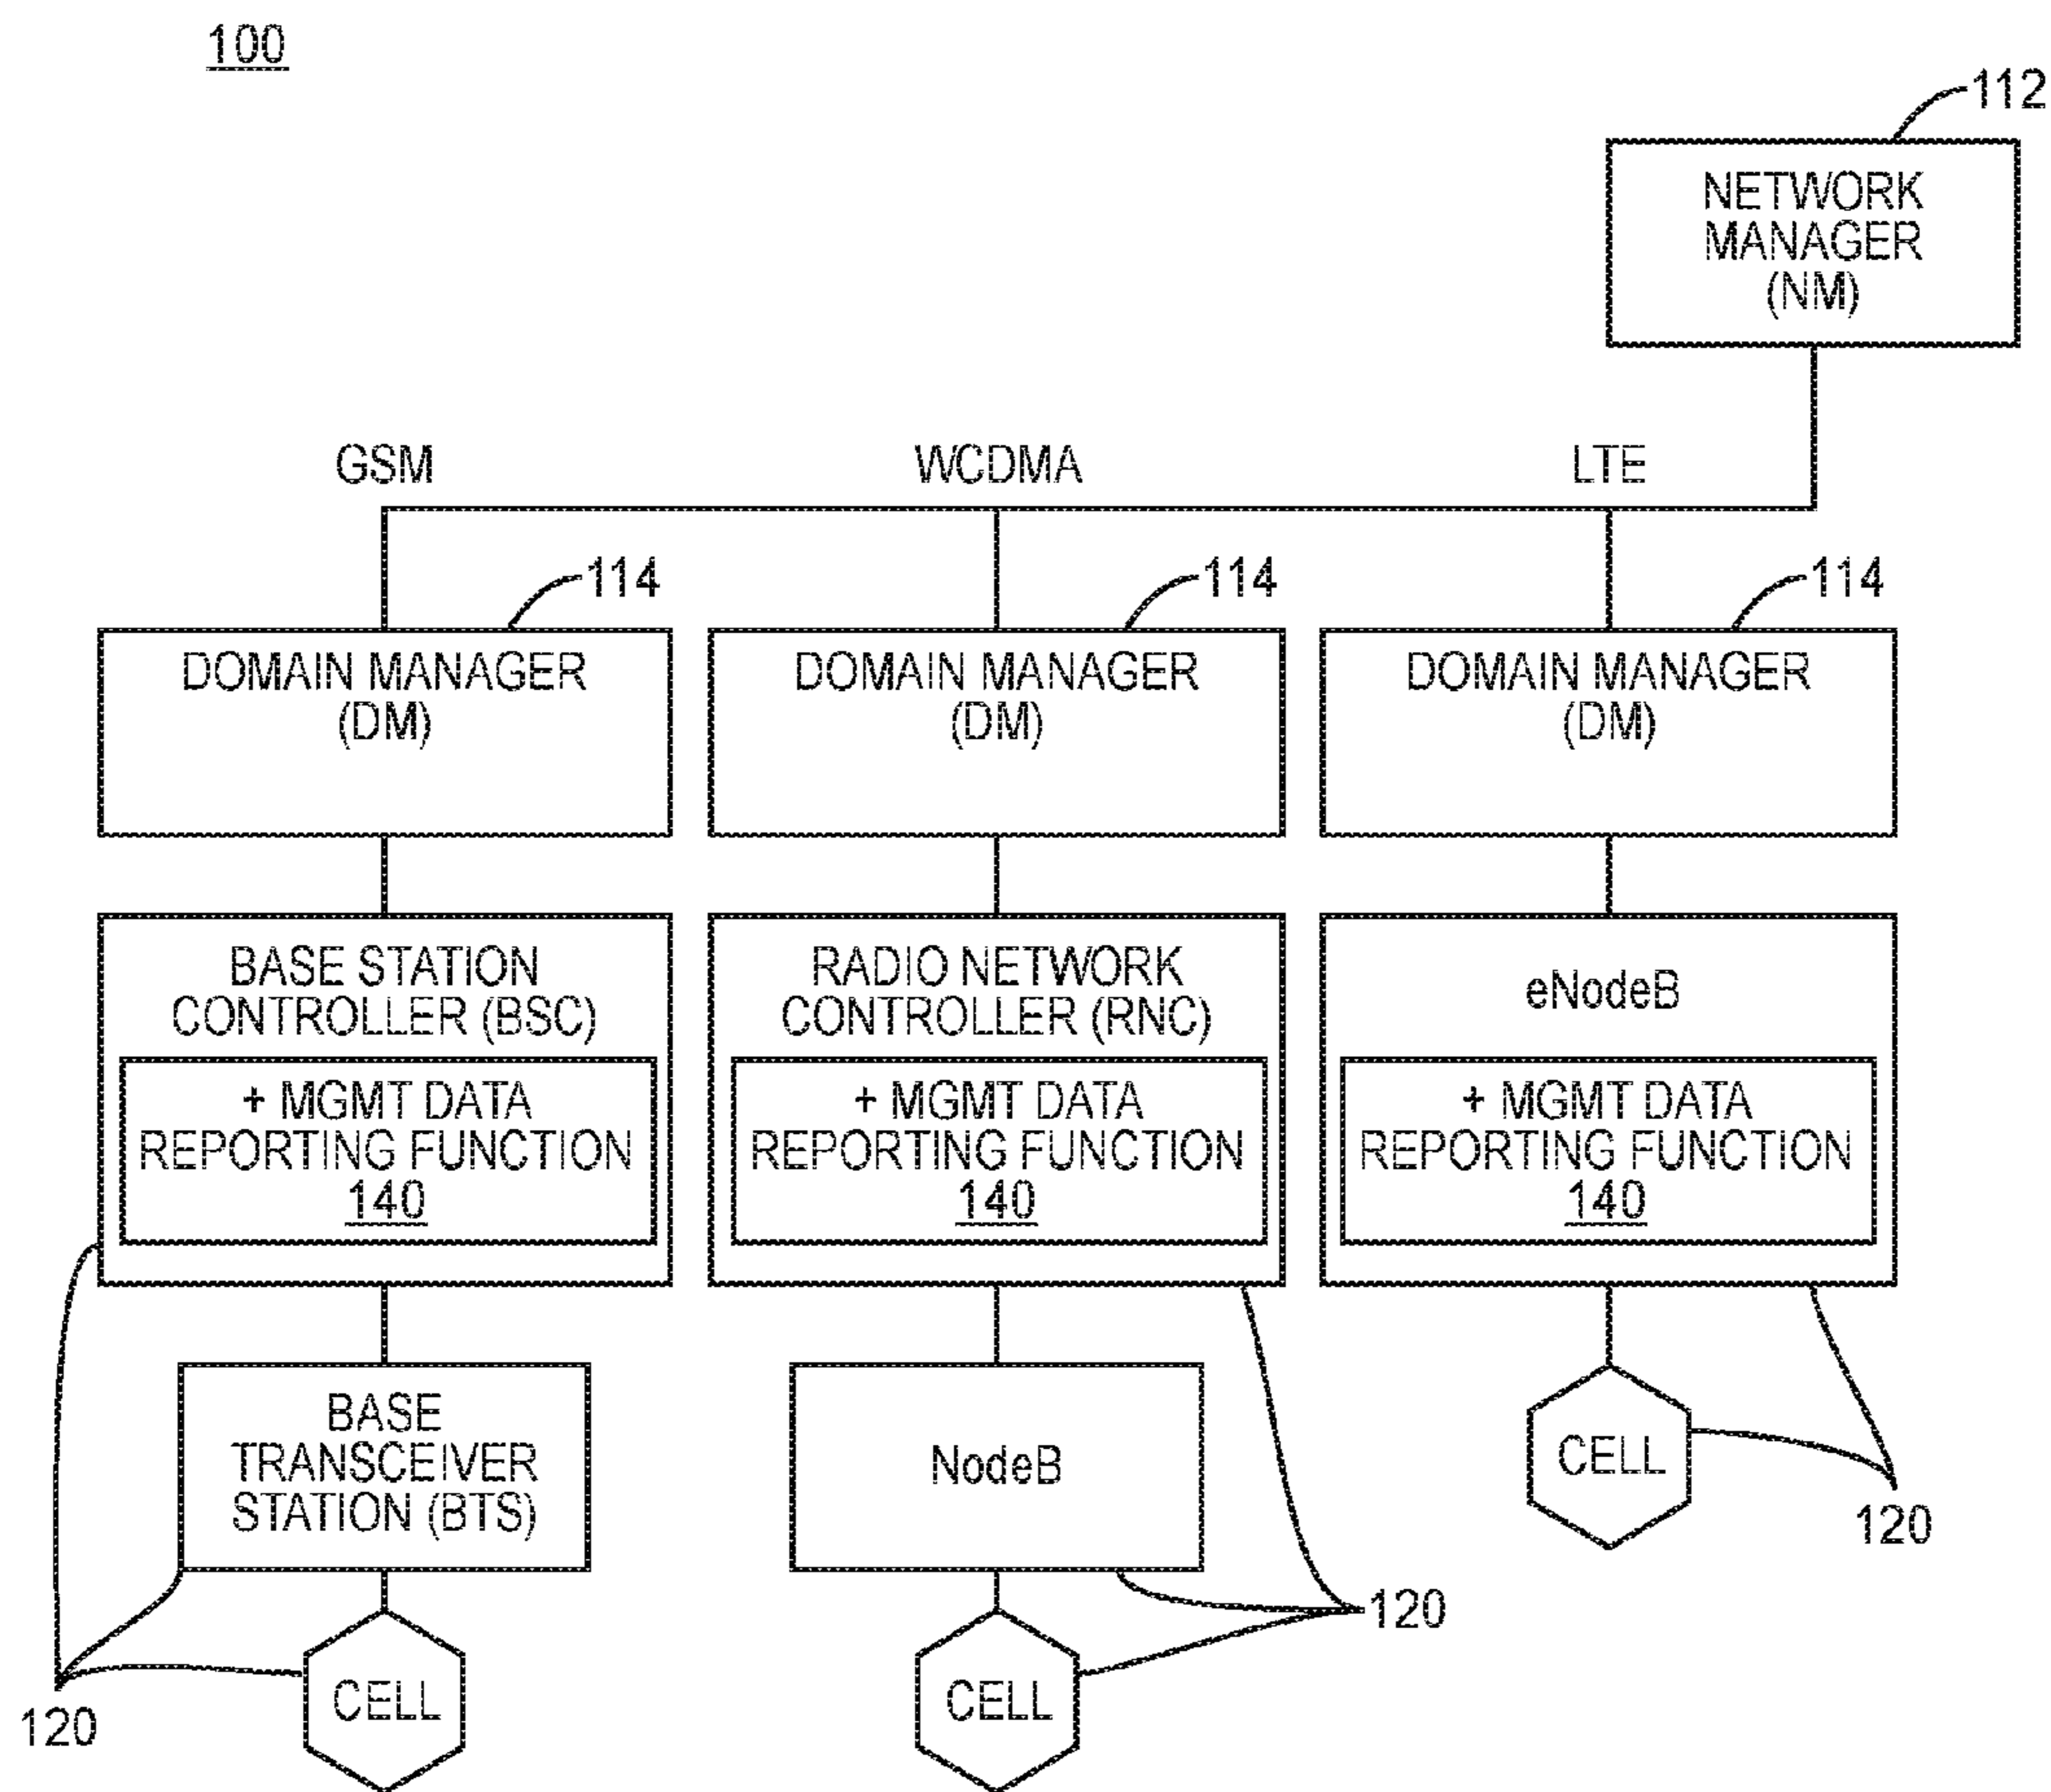 100
112
NETWORK
MANAGER
(NM)
GSM
WCDMA
LTE
114
114
114
DOMAIN MANAGER
(DM)
DOMAIN MANAGER
(DM)
DOMAIN MANAGER
(DM)
BASE STATION
CONTROLLER (BSC)
+ MGMT DATA
REPORTING FUNCTION
140
RADIO NETWORK
CONTROLLER (RNC)
+ MGMT DATA
REPORTING FUNCTION
140
eNodeB
+ MGMT DATA
REPORTING FUNCTION
140
BASE
TRANSCEIVER
STATION (BTS)
NodeB
CELL
120
120
CELL
CELL
120